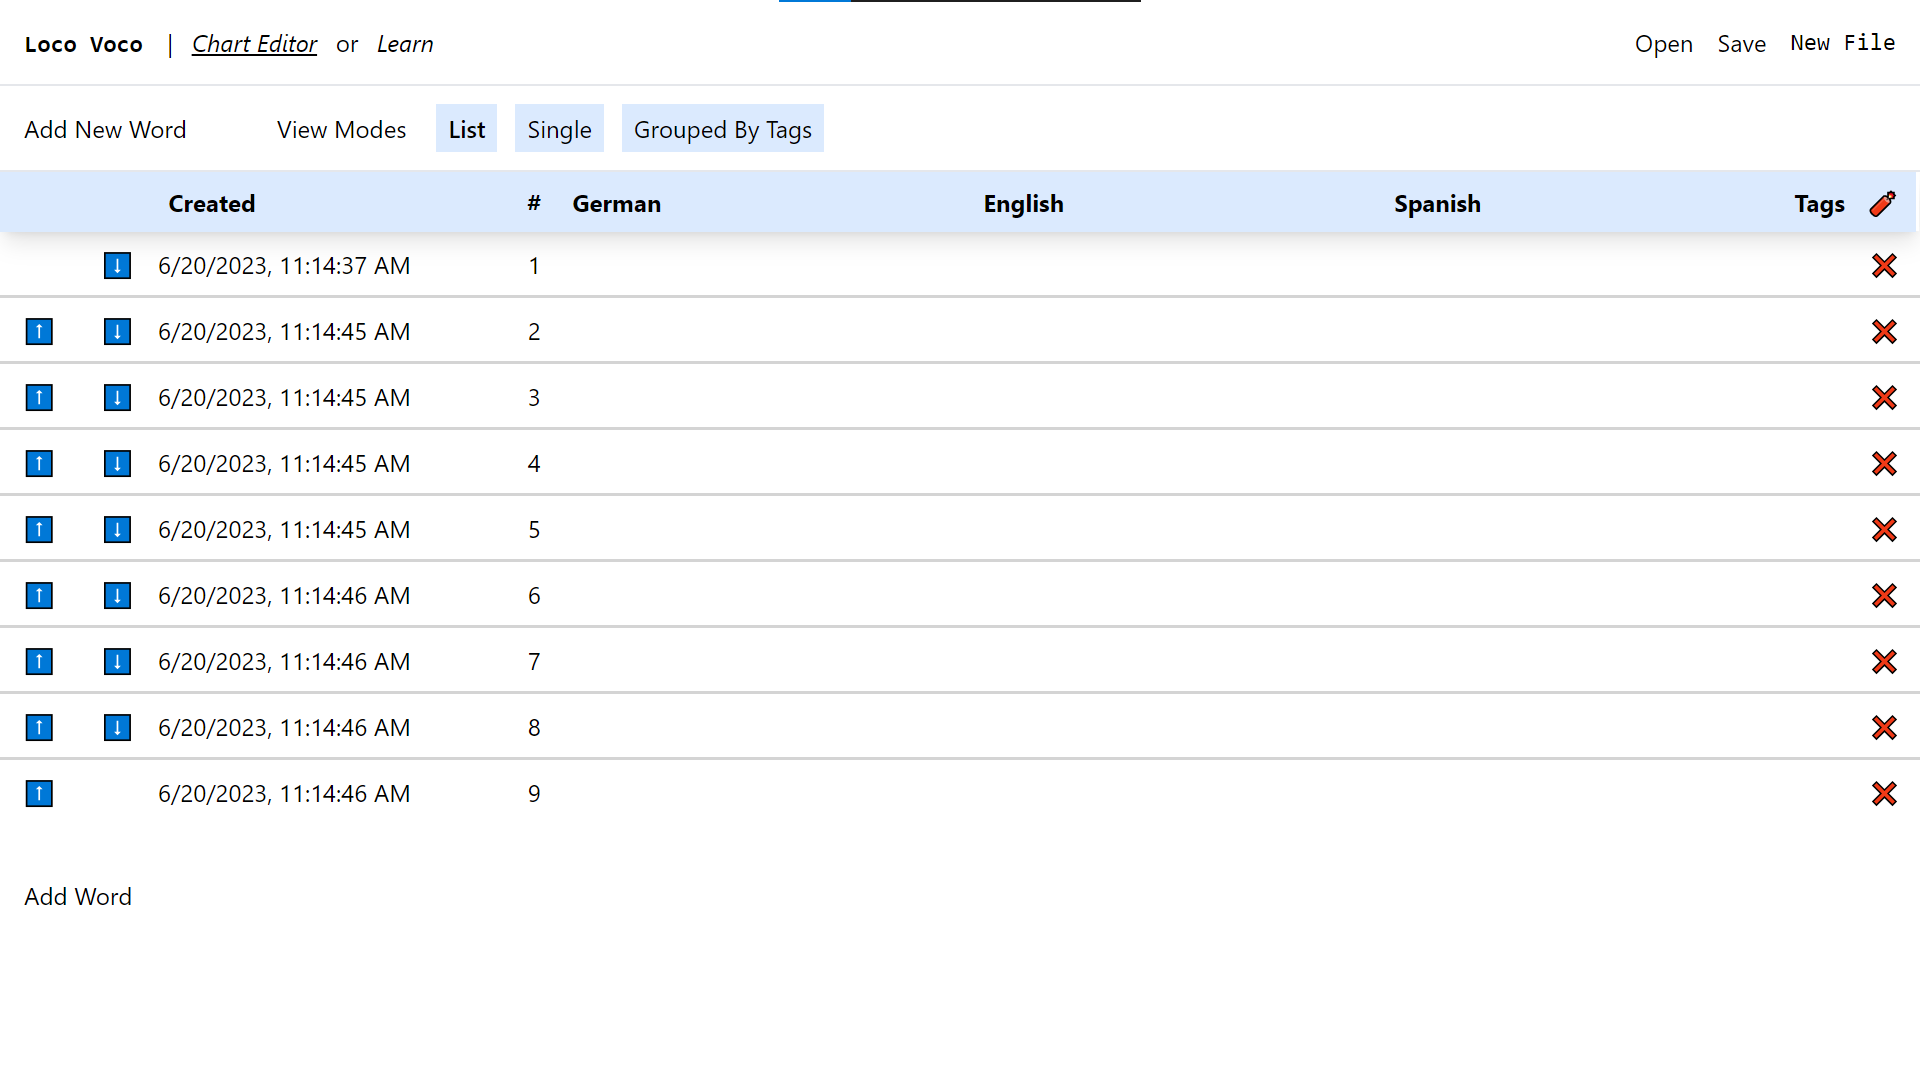 Loco Voco | Chart Editor or Learn Open Save New File
Add New Word View Modes List Single Grouped By Tags
Created # German English Spanish Tags
↓ 6/20/2023, 11:14:37 AM 1
↑ ↓ 6/20/2023, 11:14:45 AM 2
↑ ↓ 6/20/2023, 11:14:45 AM 3
↑ ↓ 6/20/2023, 11:14:45 AM 4
↑ ↓ 6/20/2023, 11:14:45 AM 5
↑ ↓ 6/20/2023, 11:14:46 AM 6
↑ ↓ 6/20/2023, 11:14:46 AM 7
↑ ↓ 6/20/2023, 11:14:46 AM 8
↑ 6/20/2023, 11:14:46 AM 9
Add Word